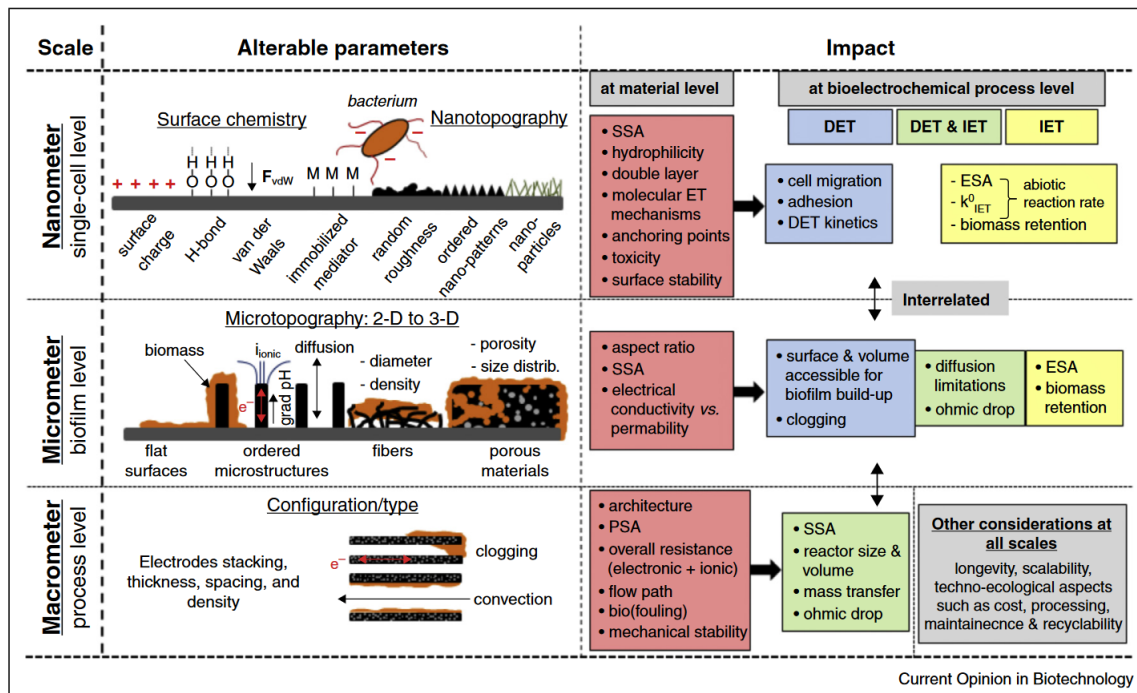 Scale
Alterable parameters
Impact
Nanometer
single-cell level
Surface chemistry
bacterium
Nanotopography
H H H
O O O
F_vdW
M M M
+ + + +
− − −
surface
charge
H-bond
van der
Waals
immobilized
mediator
random
roughness
ordered
nano-patterns
nano-
particles
at material level
• SSA
• hydrophilicity
• double layer
• molecular ET
mechanisms
• anchoring points
• toxicity
• surface stability
at bioelectrochemical process level
DET
DET & IET
IET
• cell migration
• adhesion
• DET kinetics
- ESA
- k⁰_IET
- biomass retention
abiotic
reaction rate
Interrelated
Micrometer
biofilm level
Microtopography: 2-D to 3-D
biomass
i_ionic
diffusion
- diameter
- density
- porosity
- size distrib.
e⁻
grad pH
flat
surfaces
ordered
microstructures
fibers
porous
materials
• aspect ratio
• SSA
• electrical
conductivity vs.
permability
• surface & volume
accessible for
biofilm build-up
• clogging
• diffusion
limitations
• ohmic drop
• ESA
• biomass
retention
Macrometer
process level
Configuration/type
Electrodes stacking,
thickness, spacing, and
density
e⁻
clogging
convection
• architecture
• PSA
• overall resistance
(electronic + ionic)
• flow path
• bio(fouling)
• mechanical stability
• SSA
• reactor size &
volume
• mass transfer
• ohmic drop
Other considerations at
all scales
longevity, scalability,
techno-ecological aspects
such as cost, processing,
maintainecnce & recyclability
Current Opinion in Biotechnology